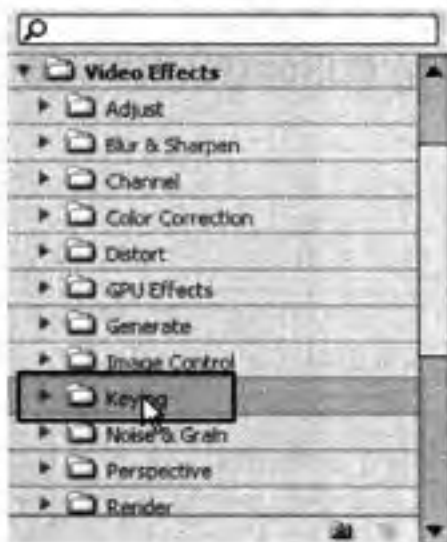 Video Effects
Adjust
Blur & Sharpen
Channel
Color Correction
Distort
GPU Effects
Generate
Image Control
Keying
Noise & Grain
Perspective
Render